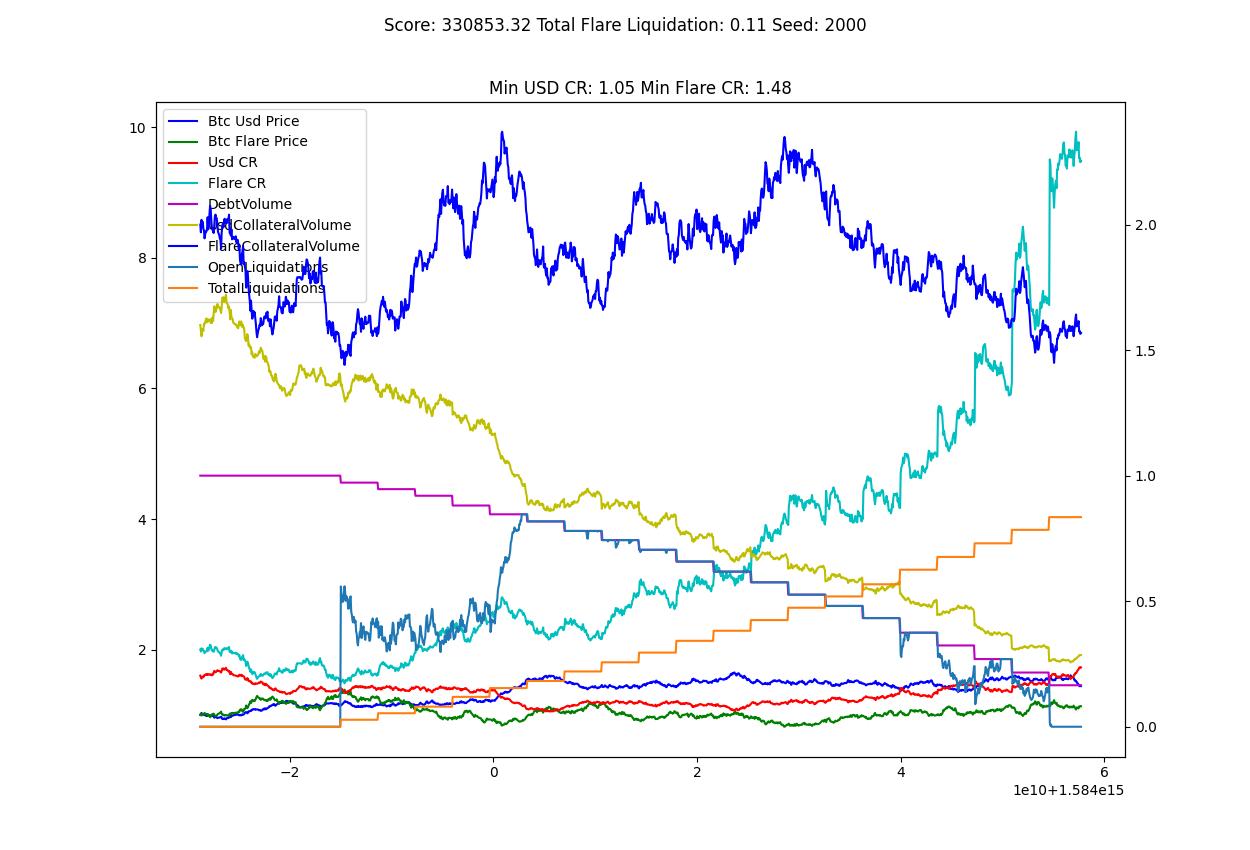 Score: 330853.32 Total Flare Liquidation: 0.11 Seed: 2000
Min USD CR: 1.05 Min Flare CR: 1.48
Btc Usd Price
Btc Flare Price
Usd CR
Flare CR
DebtVolume
UsdCollateralVolume
FlareCollateralVolume
OpenLiquidations
TotalLiquidations
10
8
6
4
2
2.0
1.5
1.0
0.5
0.0
−2
0
2
4
6
1e10+1.584e15